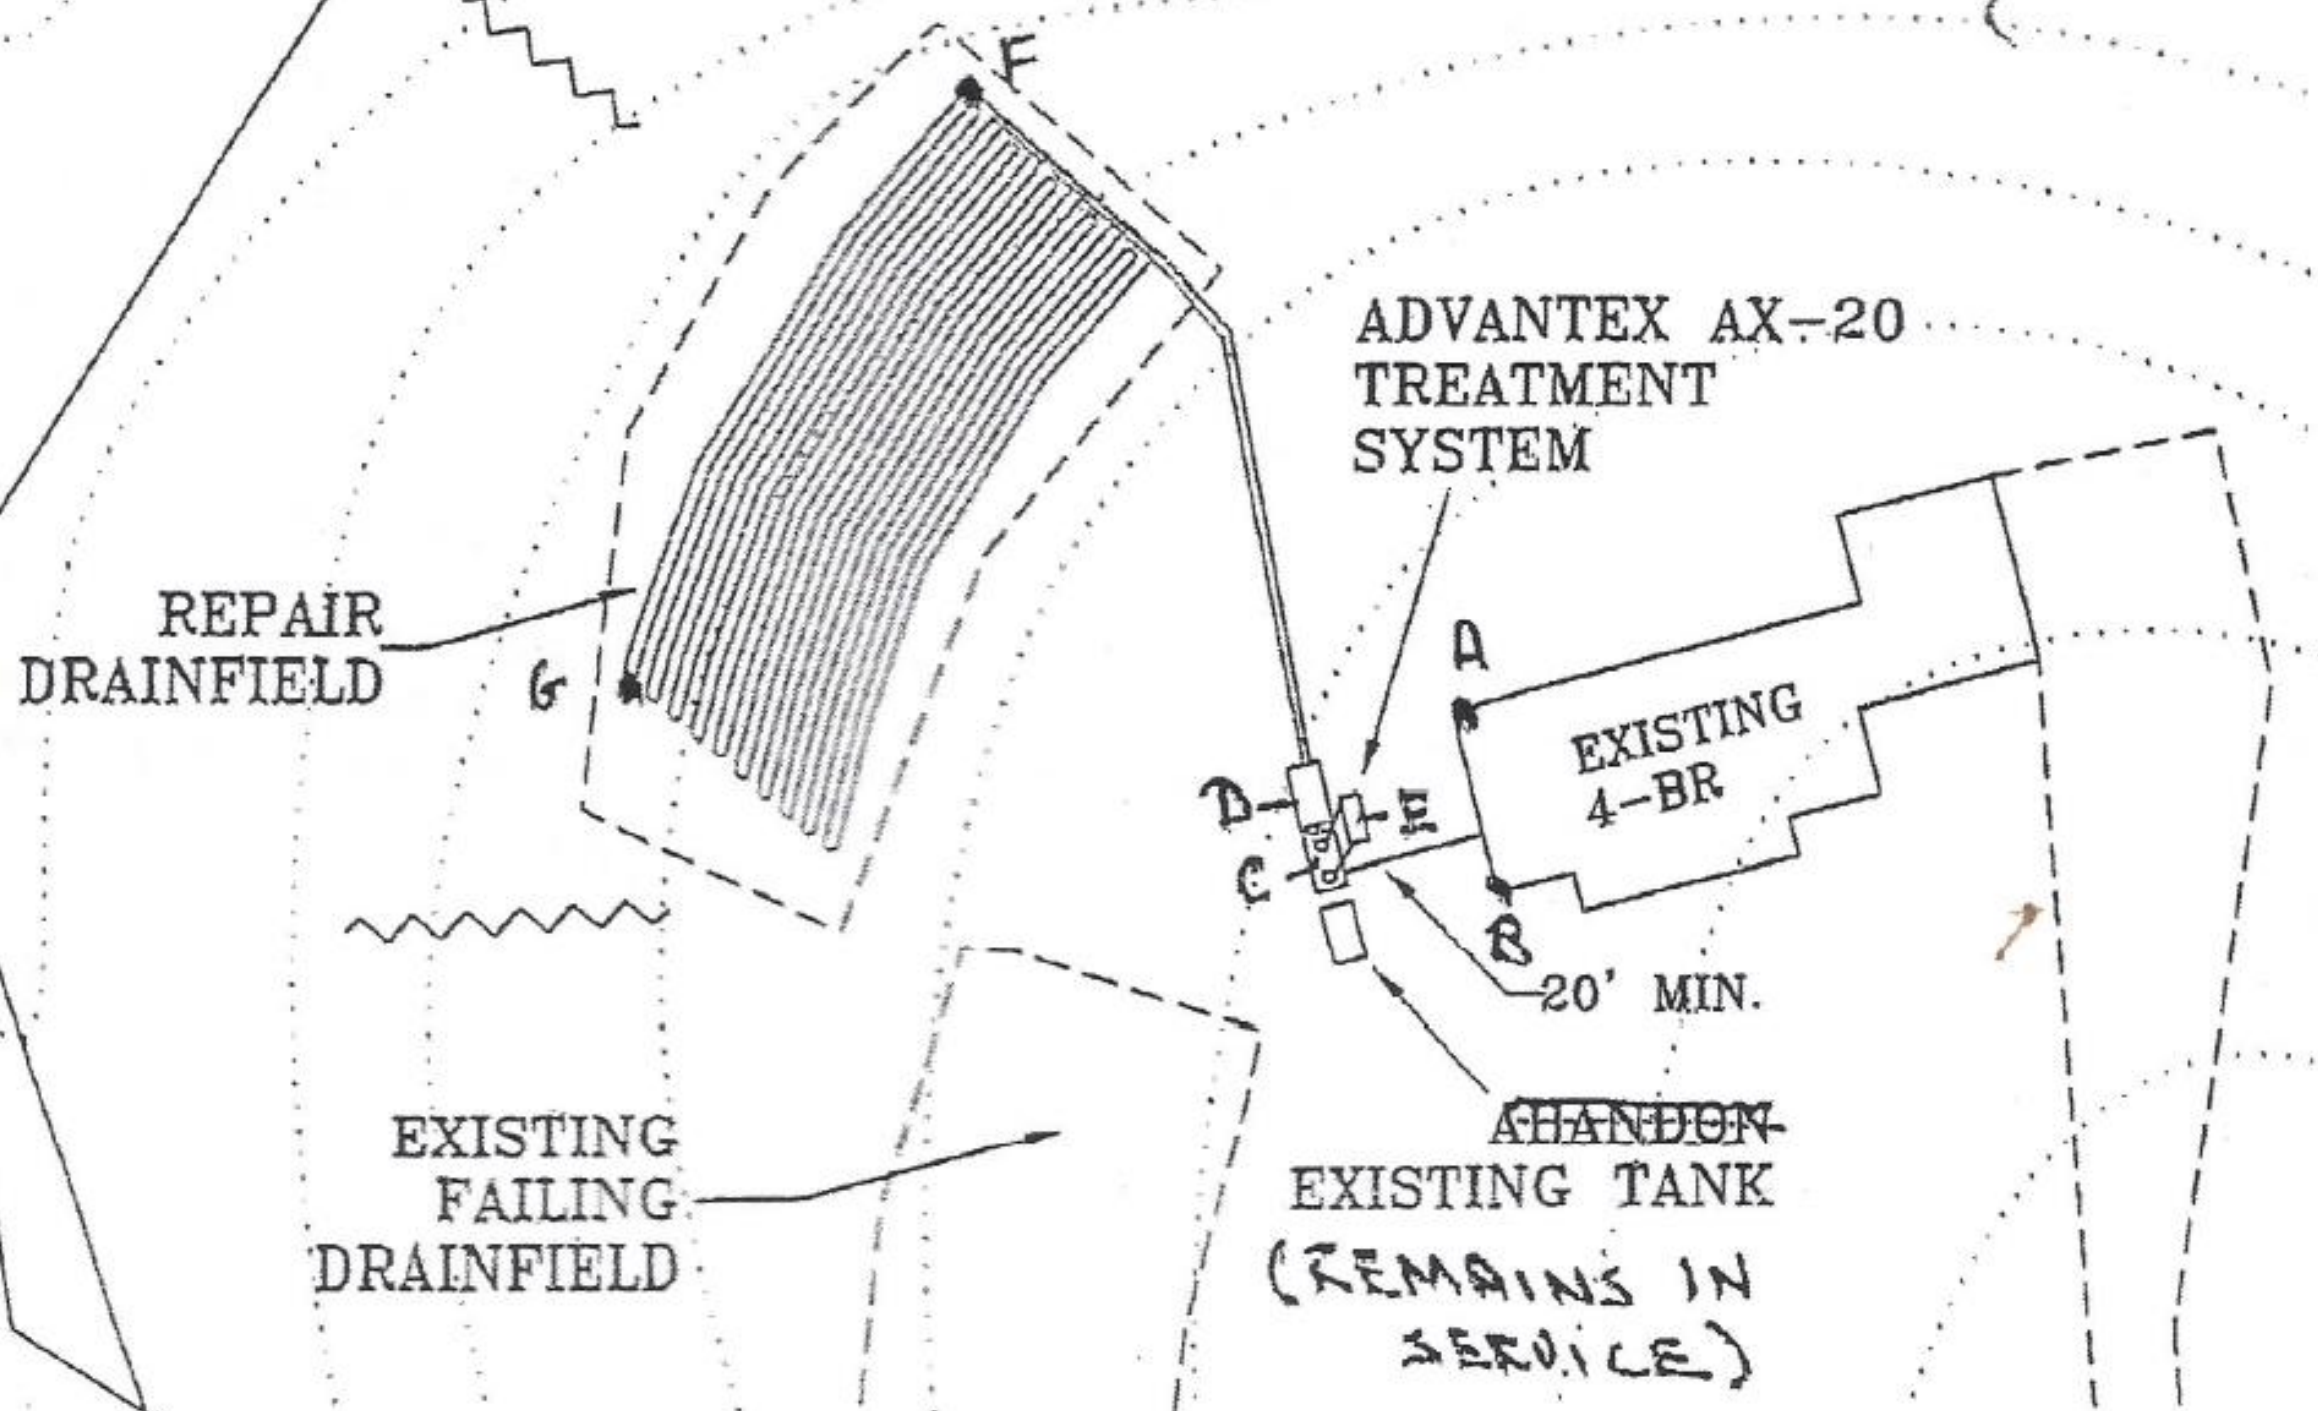 F
ADVANTEX AX-20
TREATMENT
SYSTEM
REPAIR
DRAINFIELD
G
A
EXISTING
4-BR
D
E
C
B
20' MIN.
ABANDON
EXISTING TANK
(REMAINS IN
SERVICE)
EXISTING
FAILING
DRAINFIELD